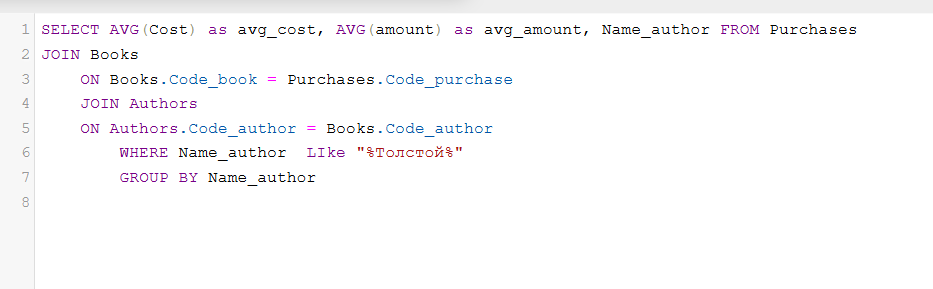 1 SELECT AVG(Cost) as avg_cost, AVG(amount) as avg_amount, Name_author FROM Purchases
2 JOIN Books
3 ON Books.Code_book = Purchases.Code_purchase
4 JOIN Authors
5 ON Authors.Code_author = Books.Code_author
6 WHERE Name_author  LIke "%Толстой%"
7 GROUP BY Name_author
8